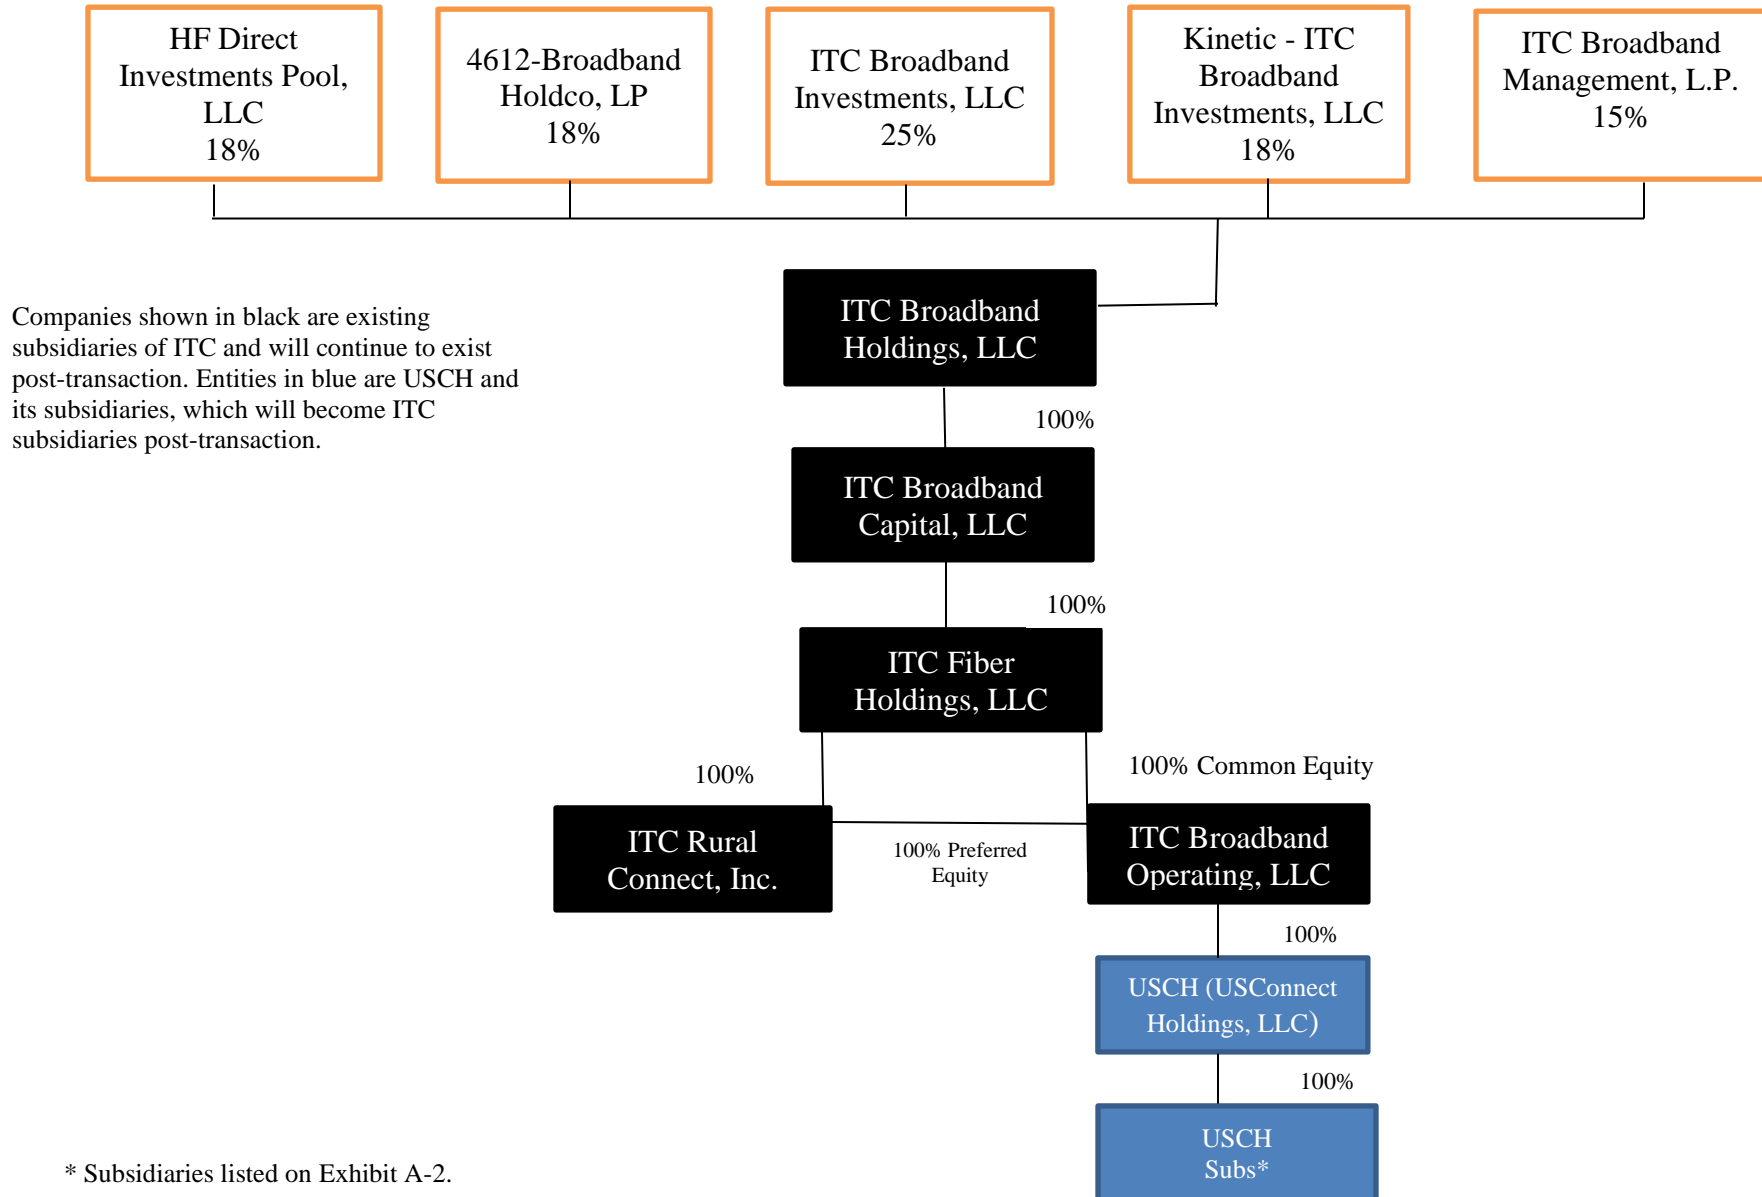 HF Direct
Investments Pool,
LLC
18%
4612-Broadband
Holdco, LP
18%
ITC Broadband
Investments, LLC
25%
Kinetic - ITC
Broadband
Investments, LLC
18%
ITC Broadband
Management, L.P.
15%
Companies shown in black are existing
subsidiaries of ITC and will continue to exist
post-transaction. Entities in blue are USCH and
its subsidiaries, which will become ITC
subsidiaries post-transaction.
ITC Broadband
Holdings, LLC
100%
ITC Broadband
Capital, LLC
100%
ITC Fiber
Holdings, LLC
100%
100% Common Equity
ITC Rural
Connect, Inc.
100% Preferred
Equity
ITC Broadband
Operating, LLC
100%
USCH (USConnect
Holdings, LLC)
100%
USCH
Subs*
* Subsidiaries listed on Exhibit A-2.